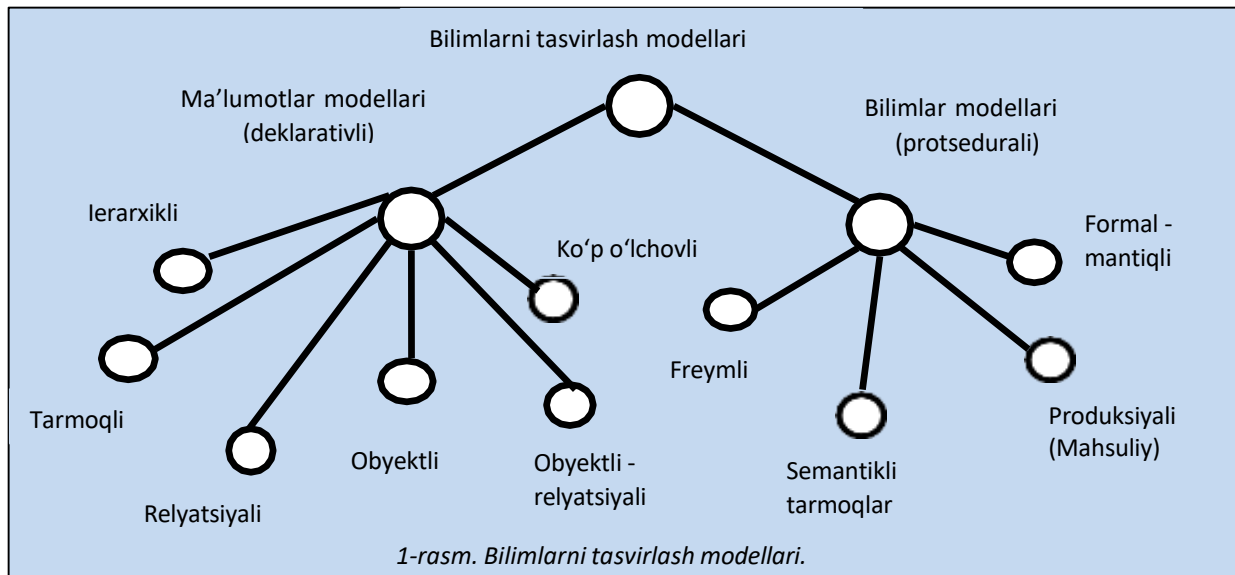 Bilimlarni tasvirlash modellari
Ma’lumotlar modellari
(deklarativli)
Bilimlar modellari
(protsedurali)
Ierarxikli
Ko‘p o‘lchovli
Formal -
mantiqli
Tarmoqli
Relyatsiyali
Obyektli
Obyektli -
relyatsiyali
Freymli
Semantikli
tarmoqlar
Produksiyali
(Mahsuliy)
1-rasm. Bilimlarni tasvirlash modellari.